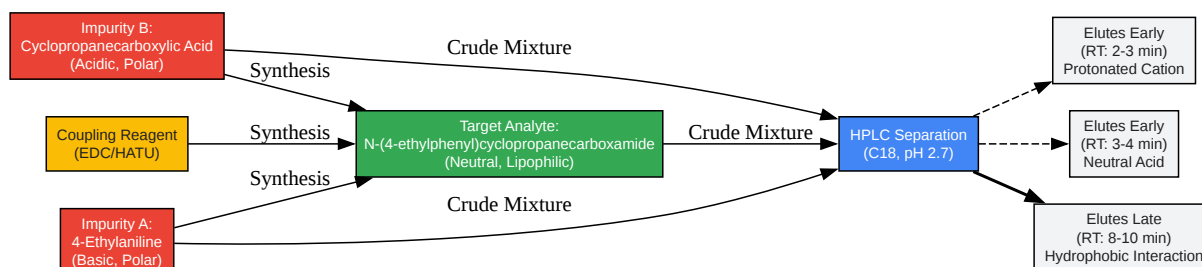 Impurity B:
Cyclopropanecarboxylic Acid
(Acidic, Polar)
Coupling Reagent
(EDC/HATU)
Impurity A:
4-Ethylaniline
(Basic, Polar)
Synthesis
Synthesis
Synthesis
Crude Mixture
Target Analyte:
N-(4-ethylphenyl)cyclopropanecarboxamide
(Neutral, Lipophilic)
Crude Mixture
Crude Mixture
HPLC Separation
(C18, pH 2.7)
Elutes Early
(RT: 2-3 min)
Protonated Cation
Elutes Early
(RT: 3-4 min)
Neutral Acid
Elutes Late
(RT: 8-10 min)
Hydrophobic Interaction